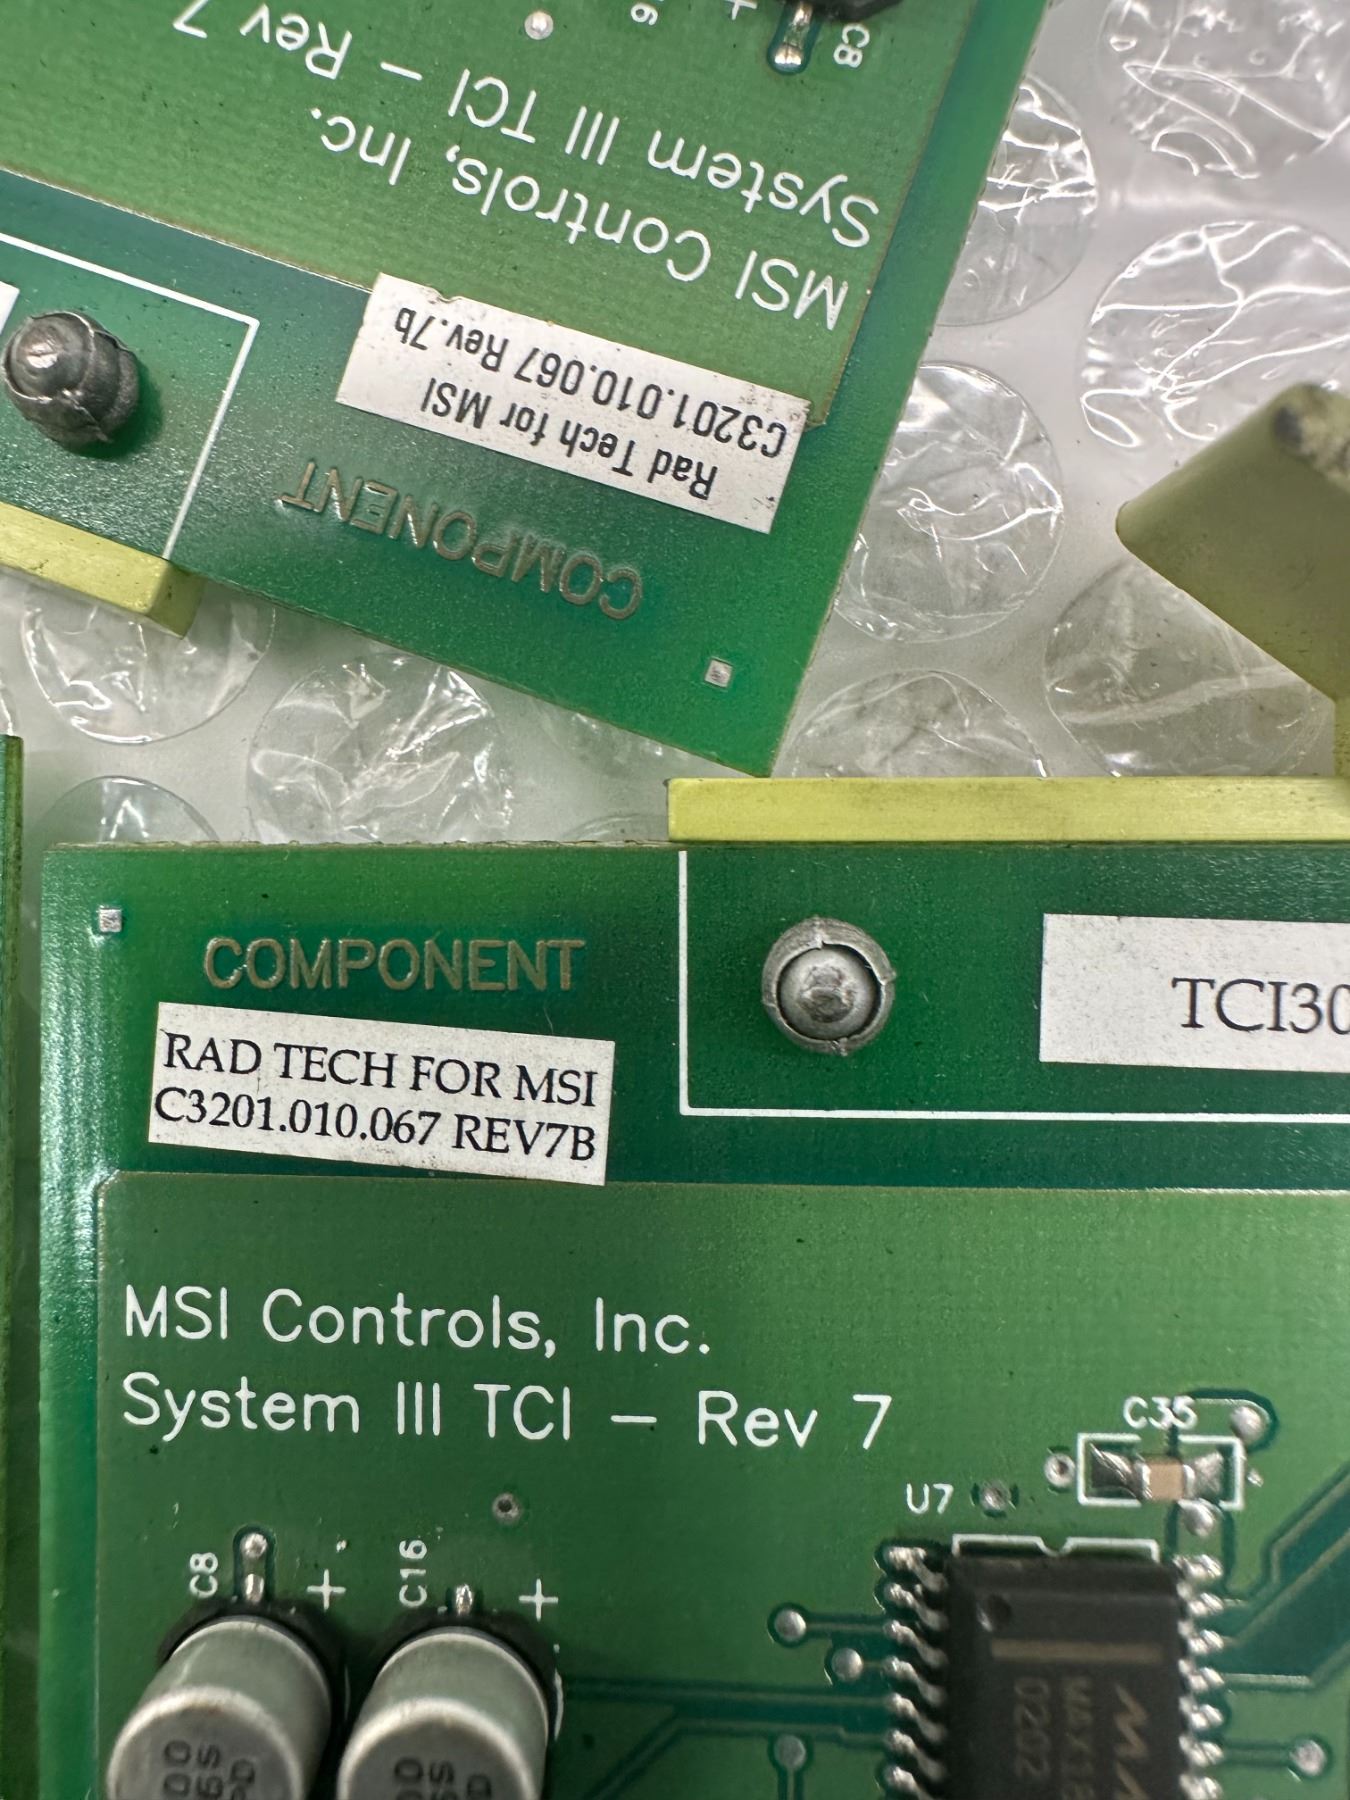 C8
System III TCI - Rev 7
MSI Controls, Inc.
Rad Tech for MSI
C3201.010.067 Rev.7b
COMPONENT
COMPONENT
RAD TECH FOR MSI
C3201.010.067 REV7B
TCI30
MSI Controls, Inc.
System III TCI - Rev 7
C35
U7
C8
+
C16
+
0202